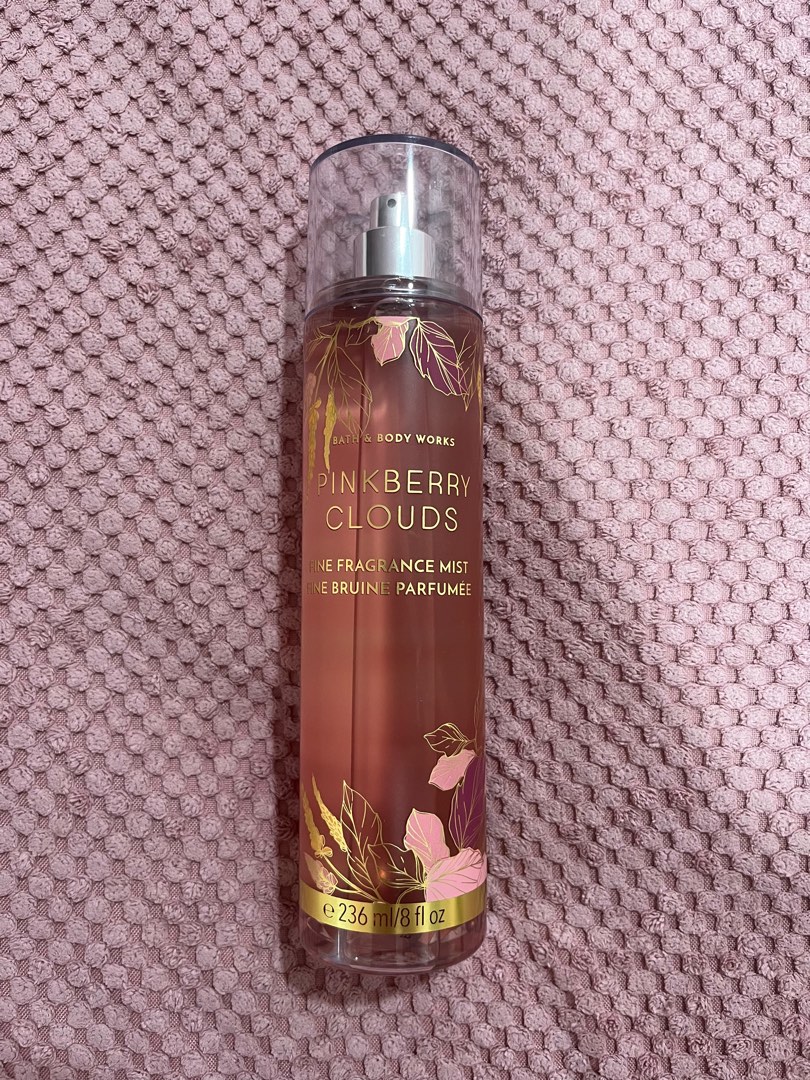 BATH & BODY WORKS
PINKBERRY
CLOUDS
FINE FRAGRANCE MIST
FINE BRUINE PARFUMÉE
℮ 236 ml/8 fl oz